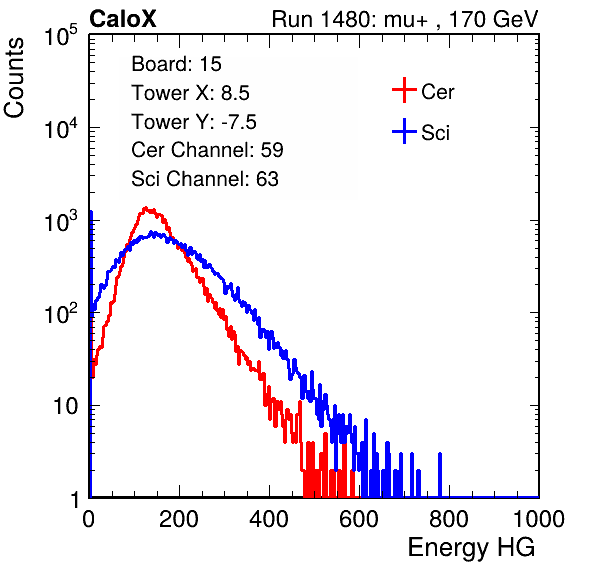 CaloX Run 1480: mu+ , 170 GeV
Counts
Board: 15
Tower X: 8.5
Tower Y: -7.5
Cer Channel: 59
Sci Channel: 63
Cer
Sci
10^5
10^4
10^3
10^2
10
1
0 200 400 600 800 1000
Energy HG